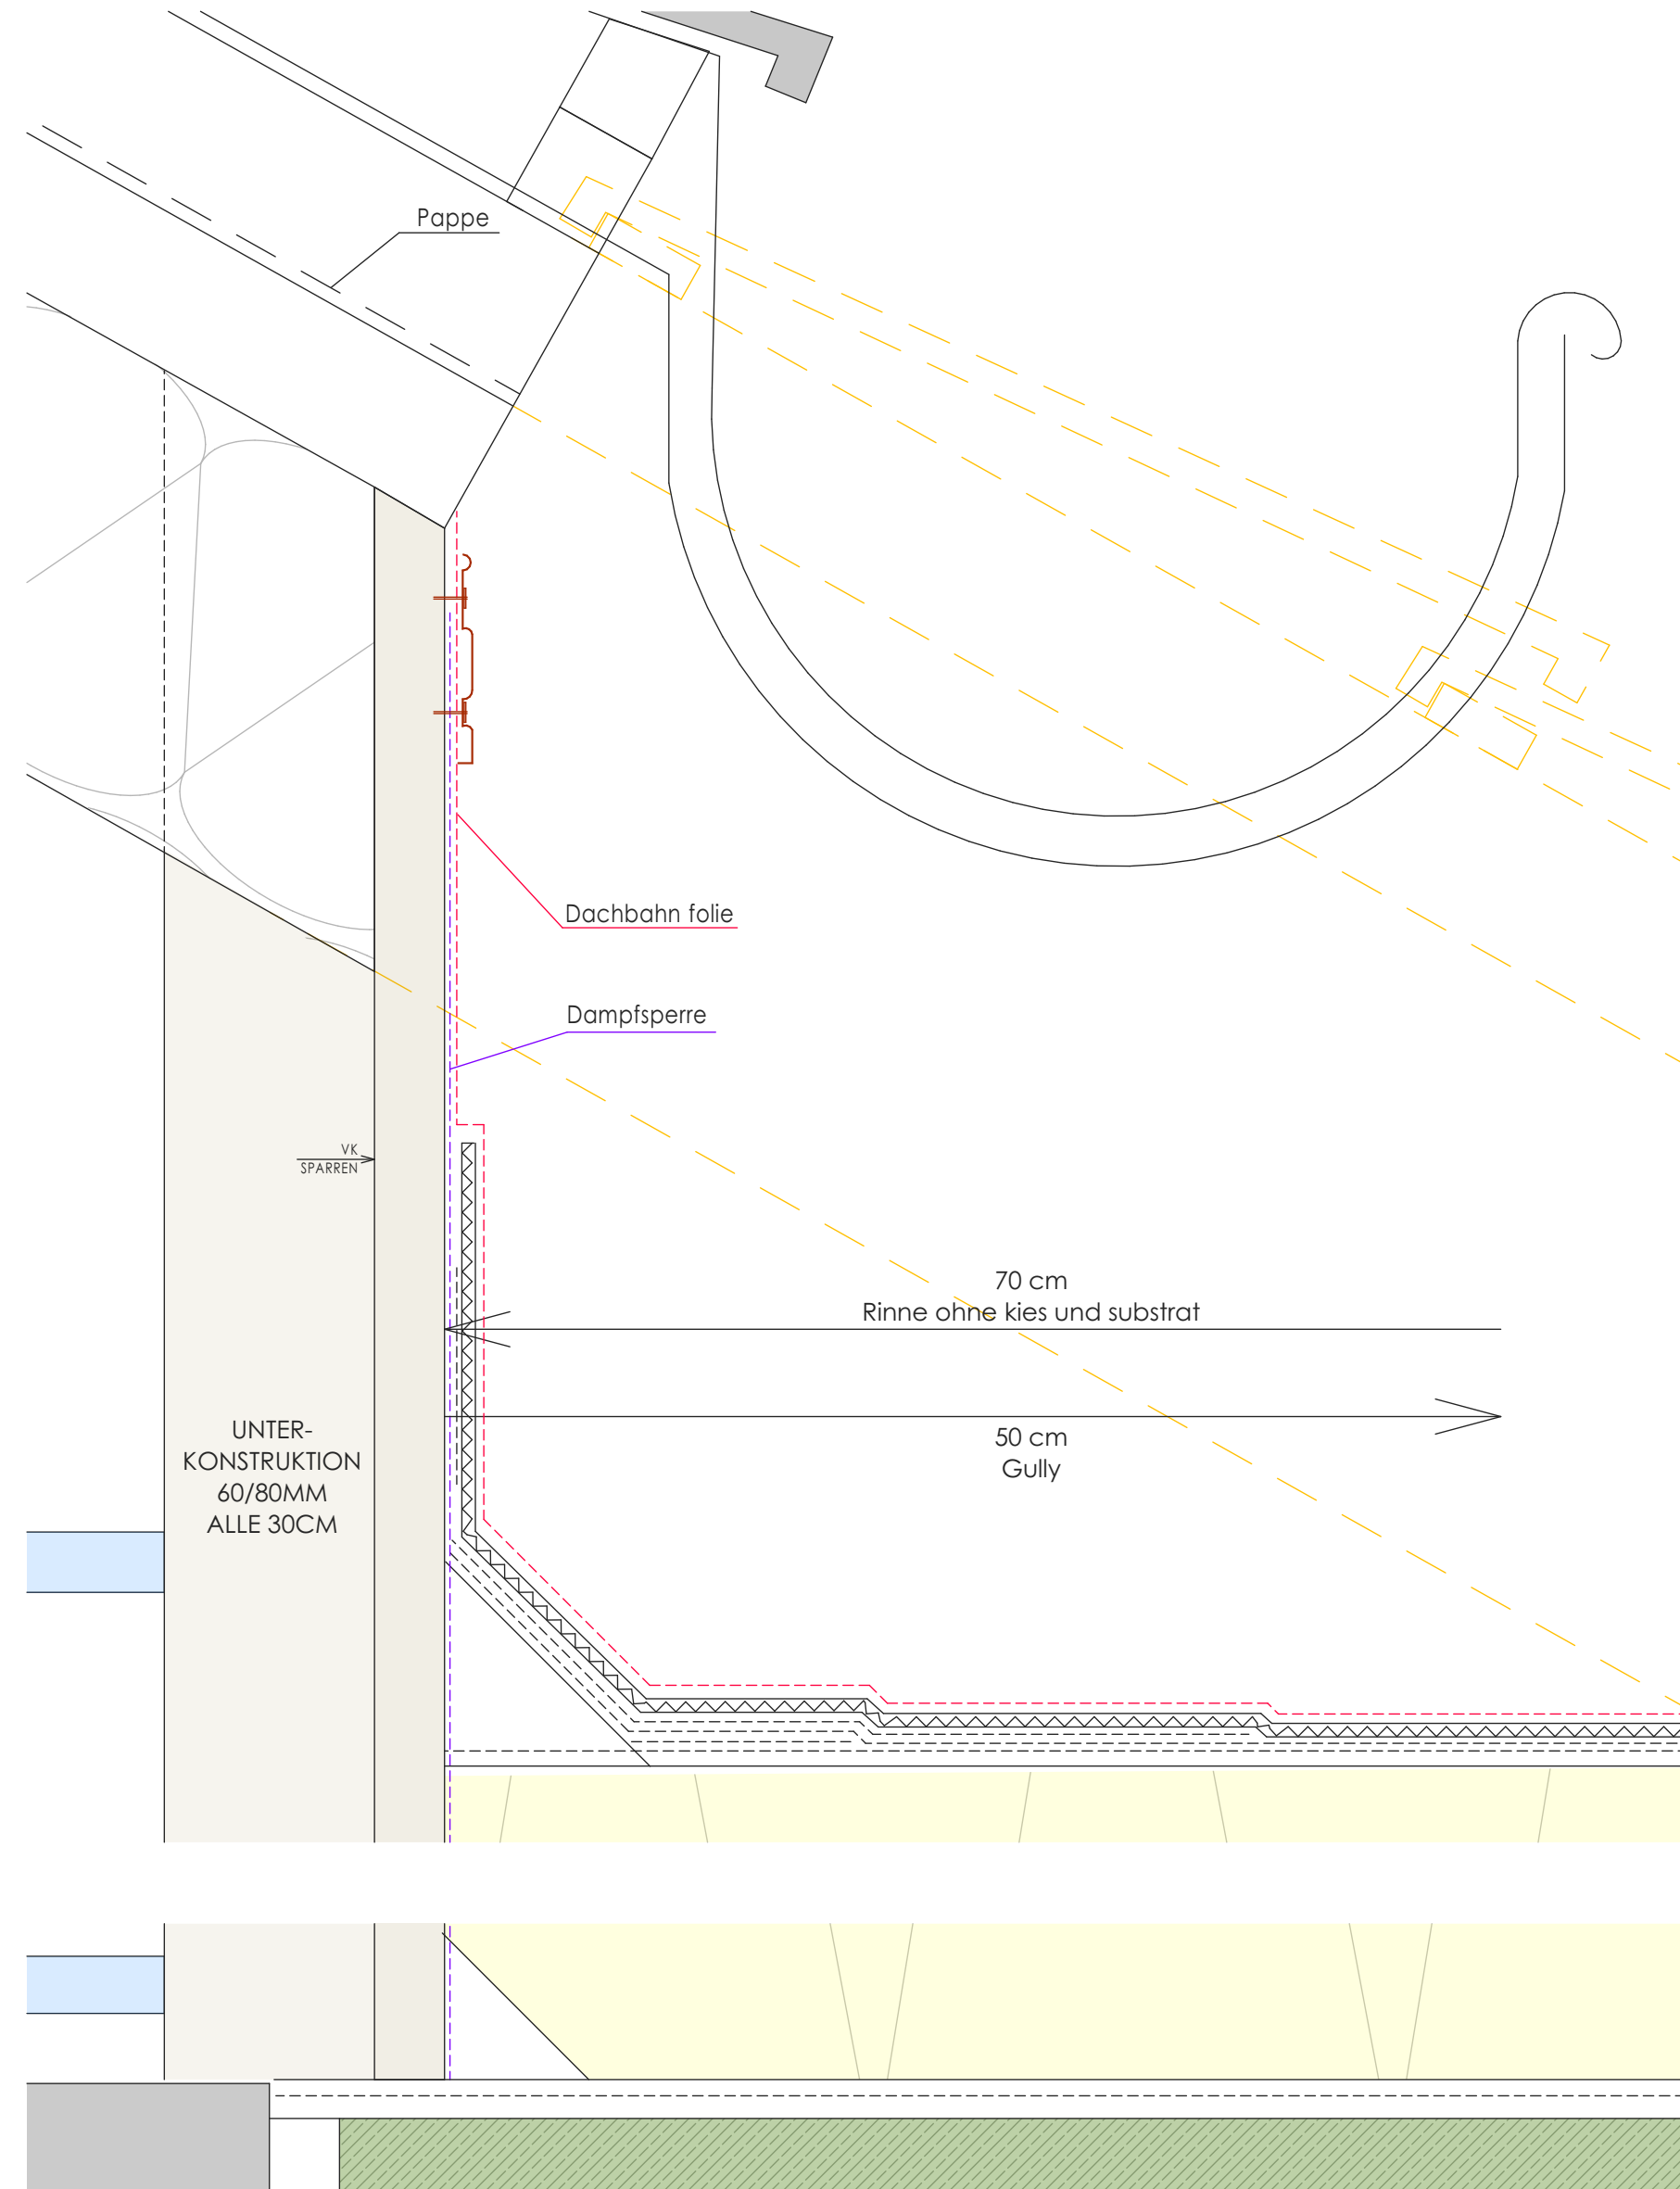 Pappe
Dachbahn folie
Dampfsperre
VK
SPARREN
70 cm
Rinne ohne kies und substrat
50 cm
Gully
UNTER-
KONSTRUKTION
60/80MM
ALLE 30CM